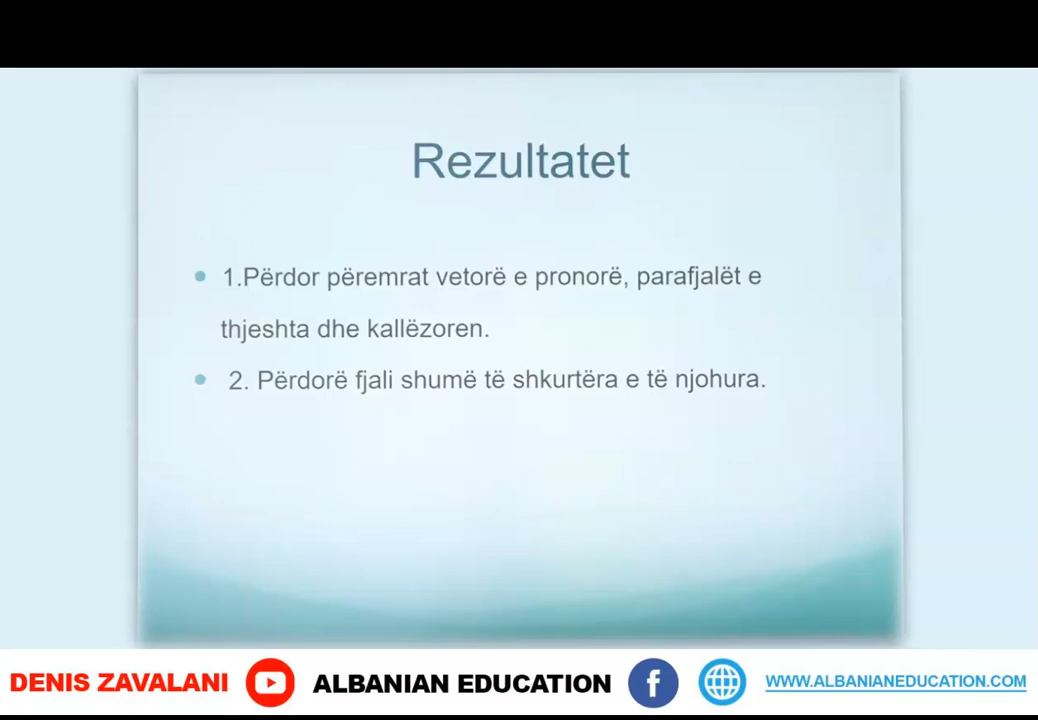 Rezultatet
1.Përdor përemrat vetorë e pronorë, parafjalët e
thjeshta dhe kallëzoren.
2. Përdorë fjali shumë të shkurtëra e të njohura.
DENIS ZAVALANI ALBANIAN EDUCATION f WWW.ALBANIANEDUCATION.COM